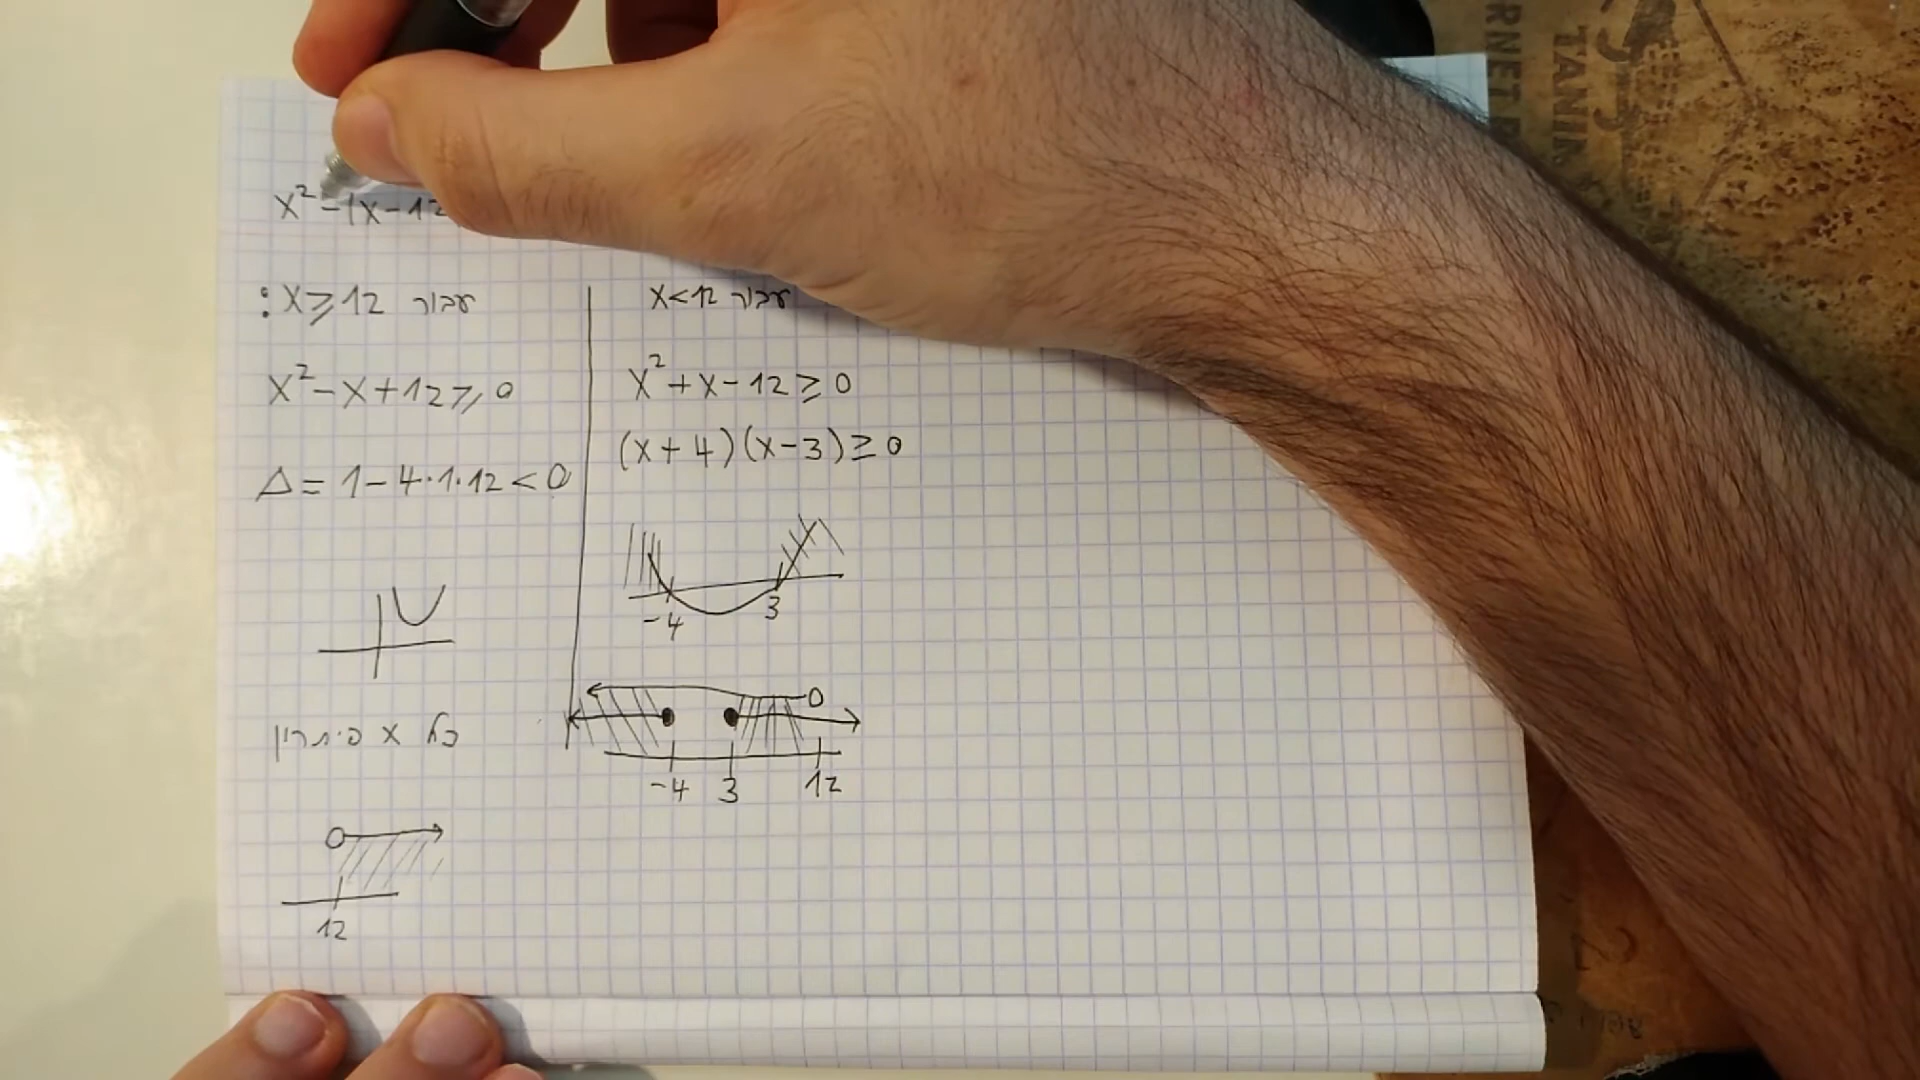 x² - |x - 12
: x ≥ 12 עבור
x² - x + 12 ≥ 0
Δ = 1 - 4·1·12 < 0
כל x פיתרון
12
x < 12 עבור
x² + x - 12 ≥ 0
(x + 4)(x - 3) ≥ 0
-4 3
-4 3 12
TANK